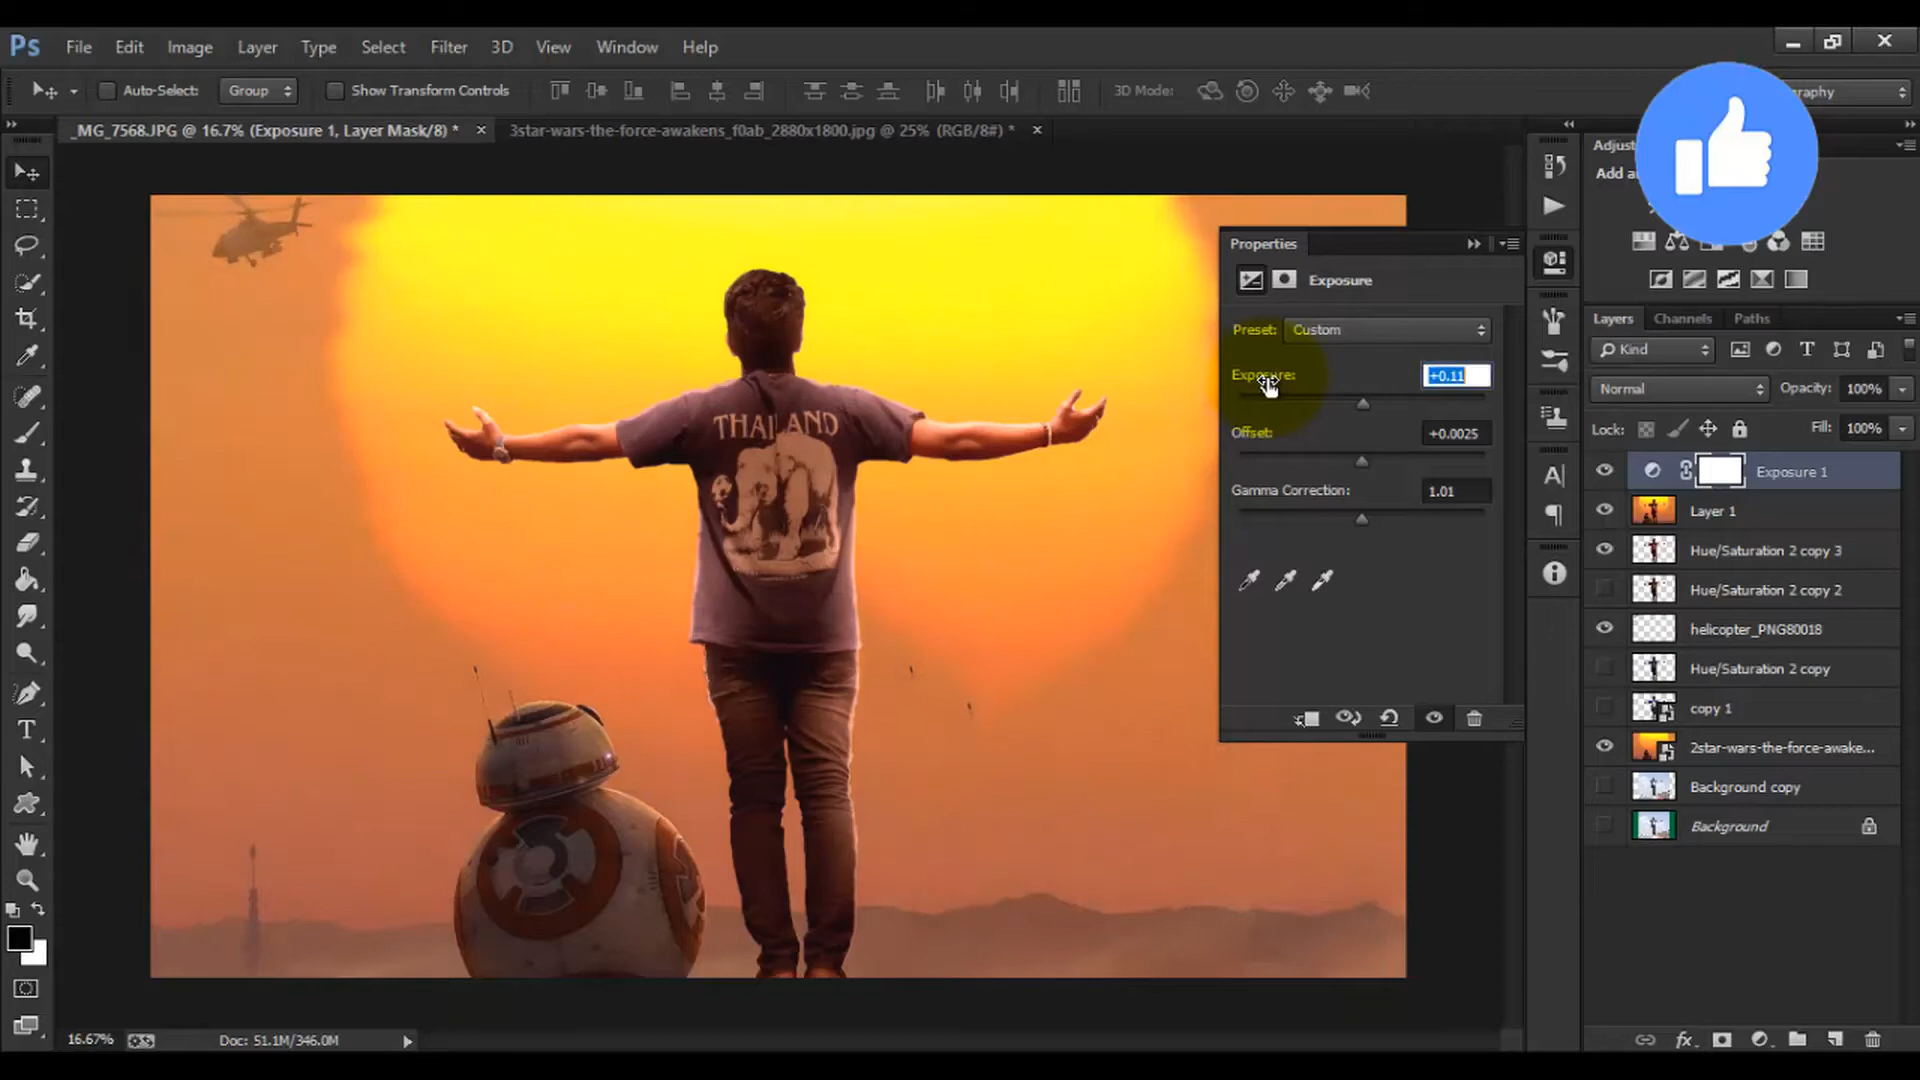 Ps File Edit Image Layer Type Select Filter 3D View Window Help
Auto-Select: Group Show Transform Controls 3D Mode: graphy
_MG_7568.JPG @ 16.7% (Exposure 1, Layer Mask/8) * 3star-wars-the-force-awakens_f0ab_2880x1800.jpg @ 25% (RGB/8#) *
THAILAND
Properties
Exposure
Preset: Custom
Exposure: +0.11
Offset: +0.0025
Gamma Correction: 1.01
Adjust
Add a
Layers Channels Paths
Kind
Normal Opacity: 100%
Lock: Fill: 100%
Exposure 1
Layer 1
Hue/Saturation 2 copy 3
Hue/Saturation 2 copy 2
helicopter_PNG80018
Hue/Saturation 2 copy
copy 1
2star-wars-the-force-awake...
Background copy
Background
16.67% Doc: 51.1M/346.0M